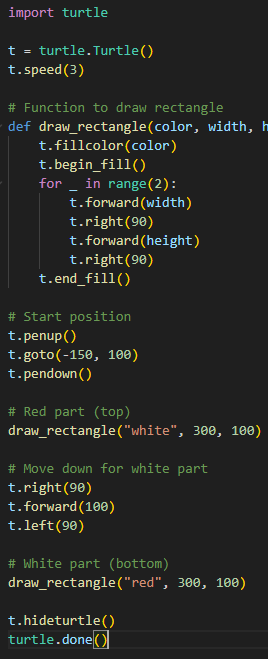 import turtle
t = turtle.Turtle()
t.speed(3)
# Function to draw rectangle
def draw_rectangle(color, width, h
t.fillcolor(color)
t.begin_fill()
for _ in range(2):
t.forward(width)
t.right(90)
t.forward(height)
t.right(90)
t.end_fill()
# Start position
t.penup()
t.goto(-150, 100)
t.pendown()
# Red part (top)
draw_rectangle("white", 300, 100)
# Move down for white part
t.right(90)
t.forward(100)
t.left(90)
# White part (bottom)
draw_rectangle("red", 300, 100)
t.hideturtle()
turtle.done()